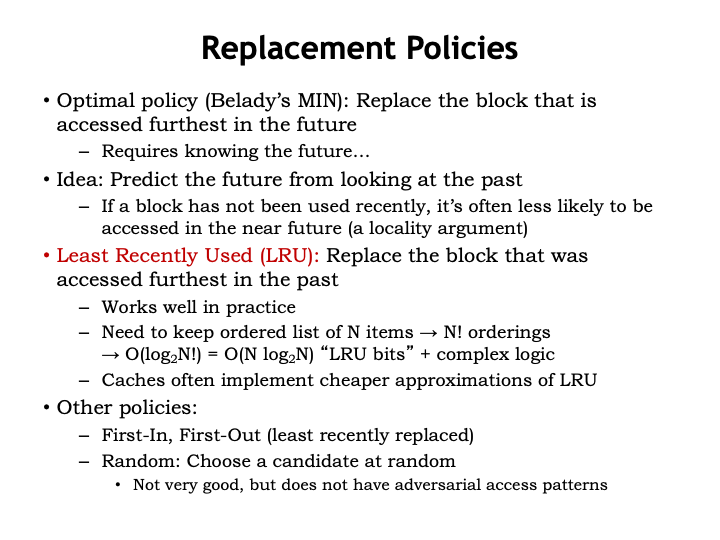 Replacement Policies
• Optimal policy (Belady’s MIN): Replace the block that is
accessed furthest in the future
– Requires knowing the future…
• Idea: Predict the future from looking at the past
– If a block has not been used recently, it’s often less likely to be
accessed in the near future (a locality argument)
• Least Recently Used (LRU): Replace the block that was
accessed furthest in the past
– Works well in practice
– Need to keep ordered list of N items → N! orderings
→ O(log₂N!) = O(N log₂N) “LRU bits” + complex logic
– Caches often implement cheaper approximations of LRU
• Other policies:
– First-In, First-Out (least recently replaced)
– Random: Choose a candidate at random
• Not very good, but does not have adversarial access patterns